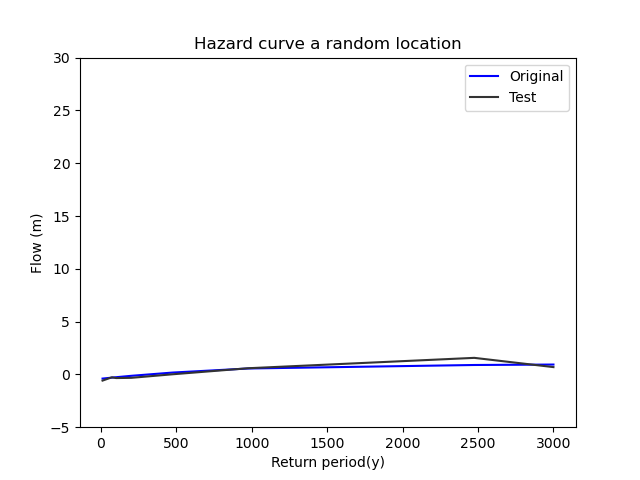 Hazard curve a random location
Original
Test
Flow (m)
30
25
20
15
10
5
0
−5
0 500 1000 1500 2000 2500 3000
Return period(y)